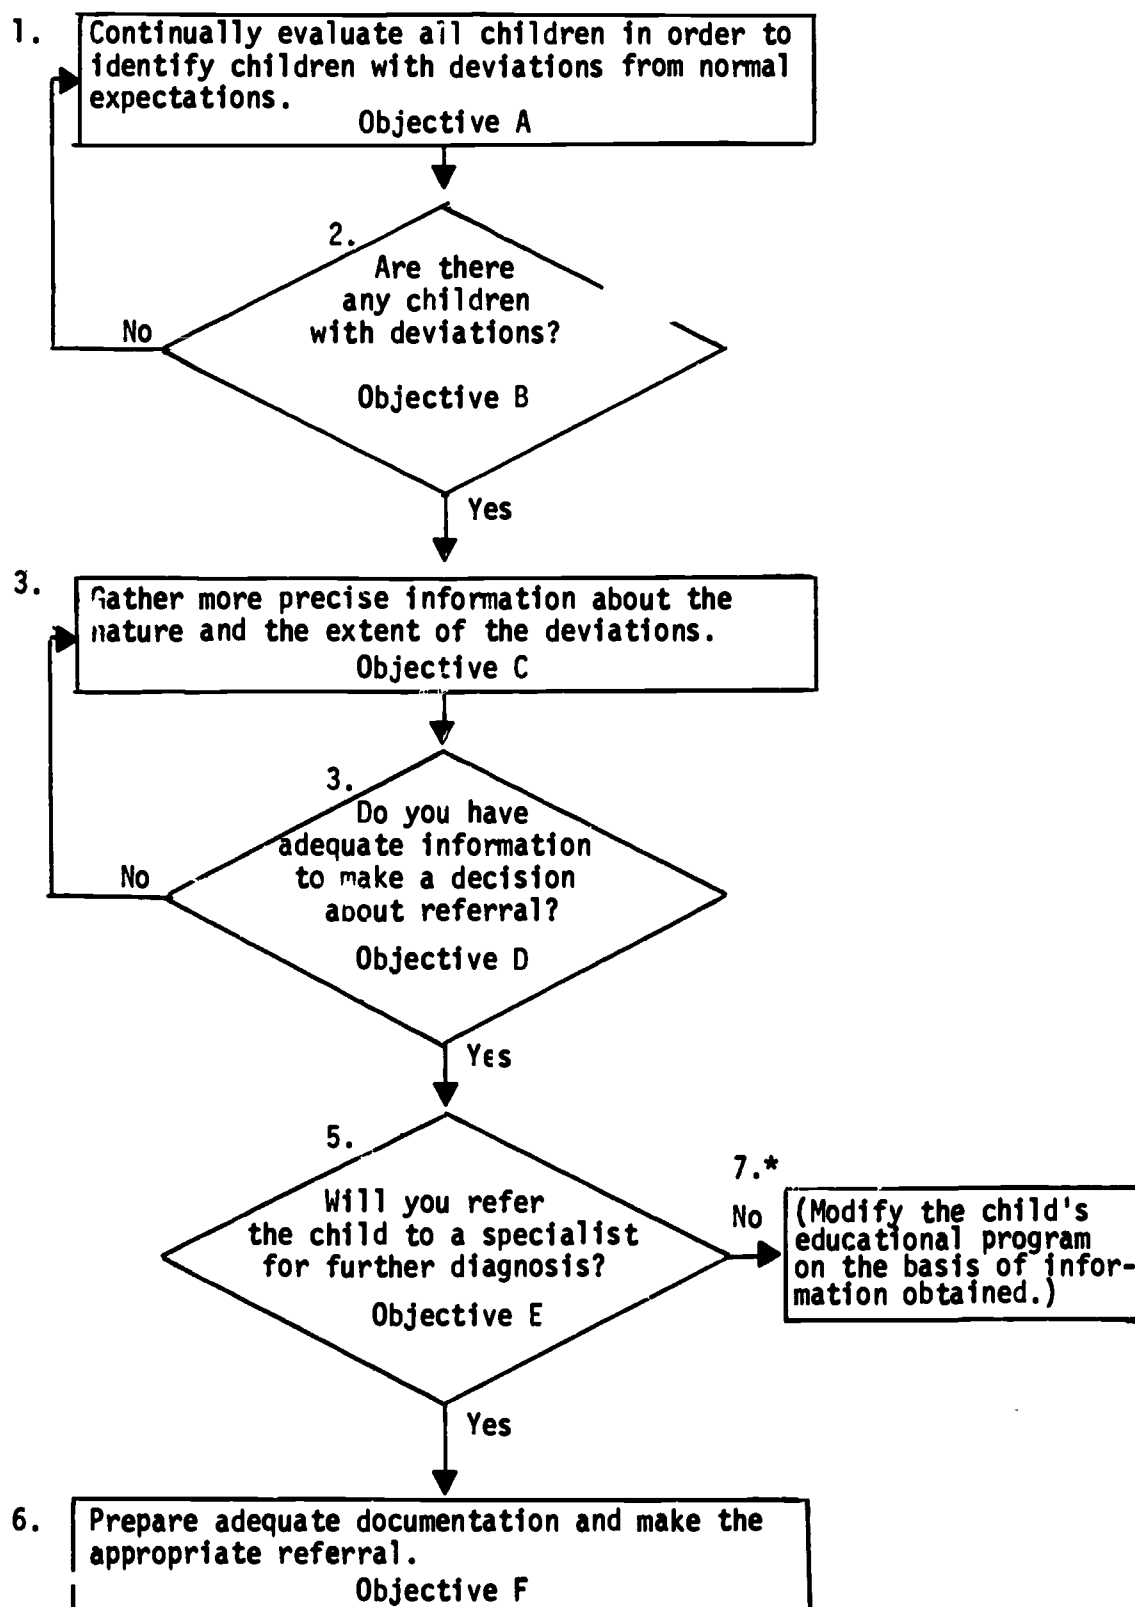 1.
Continually evaluate all children in order to
identify children with deviations from normal
expectations.
Objective A
2.
Are there
any children
with deviations?
Objective B
No
Yes
3.
Gather more precise information about the
nature and the extent of the deviations.
Objective C
3.
Do you have
adequate information
to make a decision
about referral?
Objective D
No
Yes
5.
Will you refer
the child to a specialist
for further diagnosis?
Objective E
7.*
No
(Modify the child's
educational program
on the basis of infor-
mation obtained.)
Yes
6.
Prepare adequate documentation and make the
appropriate referral.
Objective F